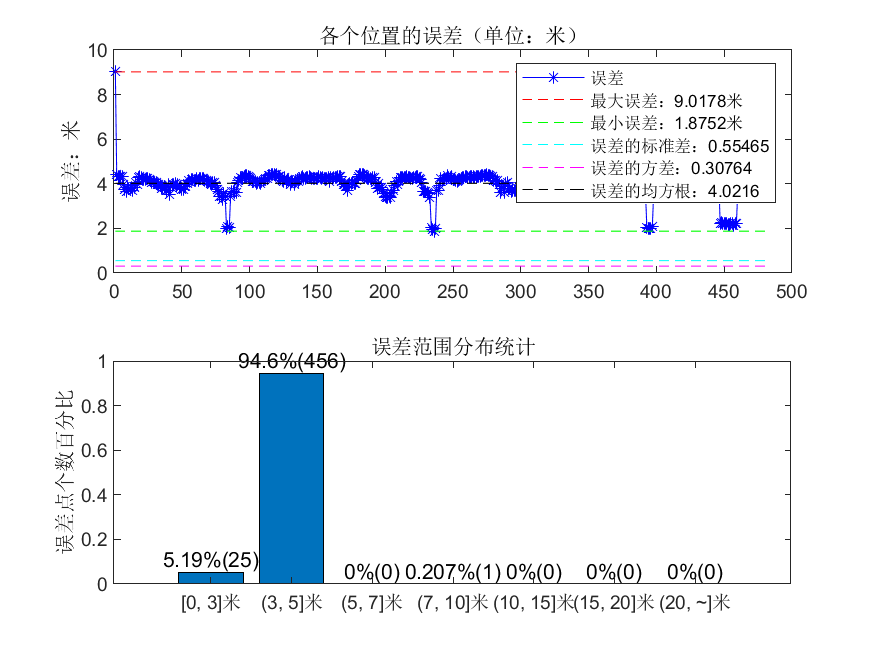 各个位置的误差（单位：米）
误差：米
10
8
6
4
2
0
误差
最大误差：9.0178米
最小误差：1.8752米
误差的标准差：0.55465
误差的方差：0.30764
误差的均方根：4.0216
0 50 100 150 200 250 300 350 400 450 500
误差范围分布统计
误差点个数百分比
1
0.8
0.6
0.4
0.2
0
94.6%(456)
5.19%(25) 0%(0) 0.207%(1) 0%(0) 0%(0) 0%(0)
[0, 3]米 (3, 5]米 (5, 7]米 (7, 10]米 (10, 15]米 (15, 20]米 (20, ~]米